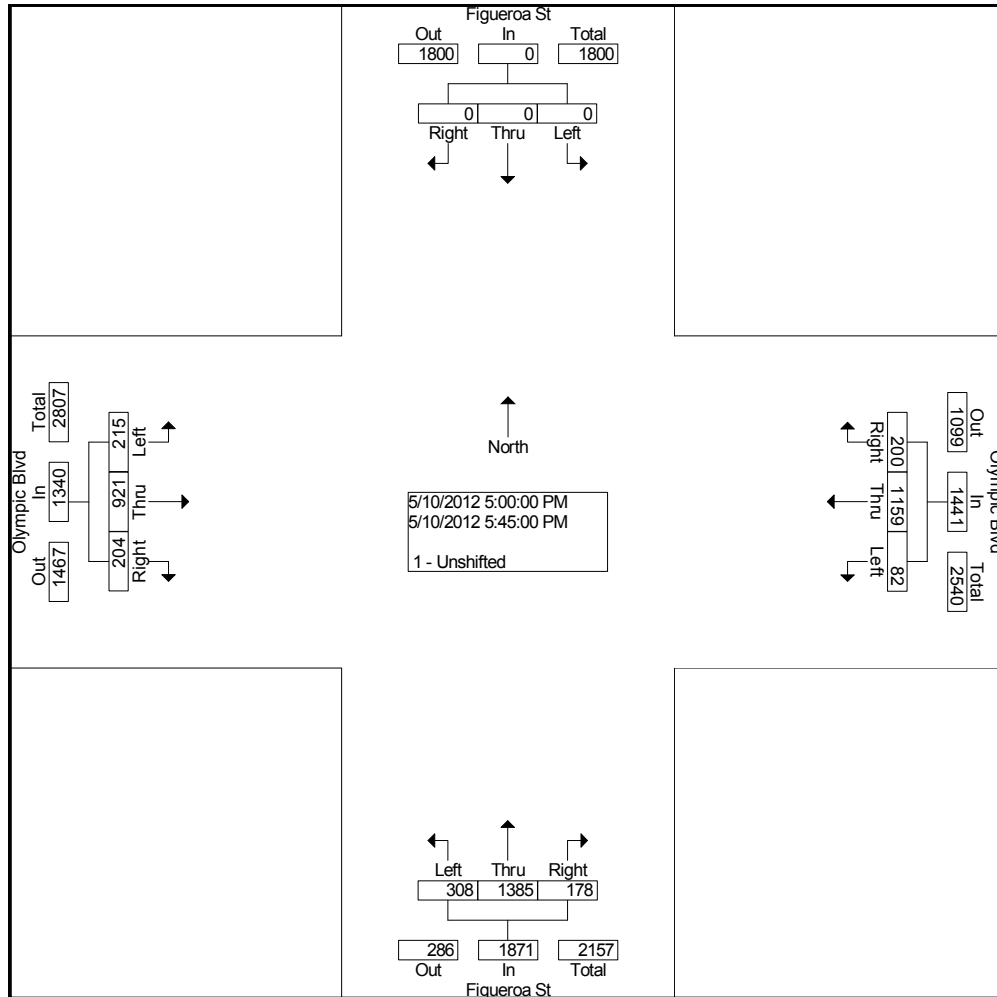 Figueroa St
Out In Total
1800 0 1800
0 0 0
Right Thru Left
Olympic Blvd
Total In Out
2807 1340 1467
215 921 204
Left Thru Right
North
5/10/2012 5:00:00 PM
5/10/2012 5:45:00 PM
1 - Unshifted
Olympic Blvd
Out In Total
1099 1441 2540
200 1159 82
Right Thru Left
Left Thru Right
308 1385 178
286 1871 2157
Out In Total
Figueroa St